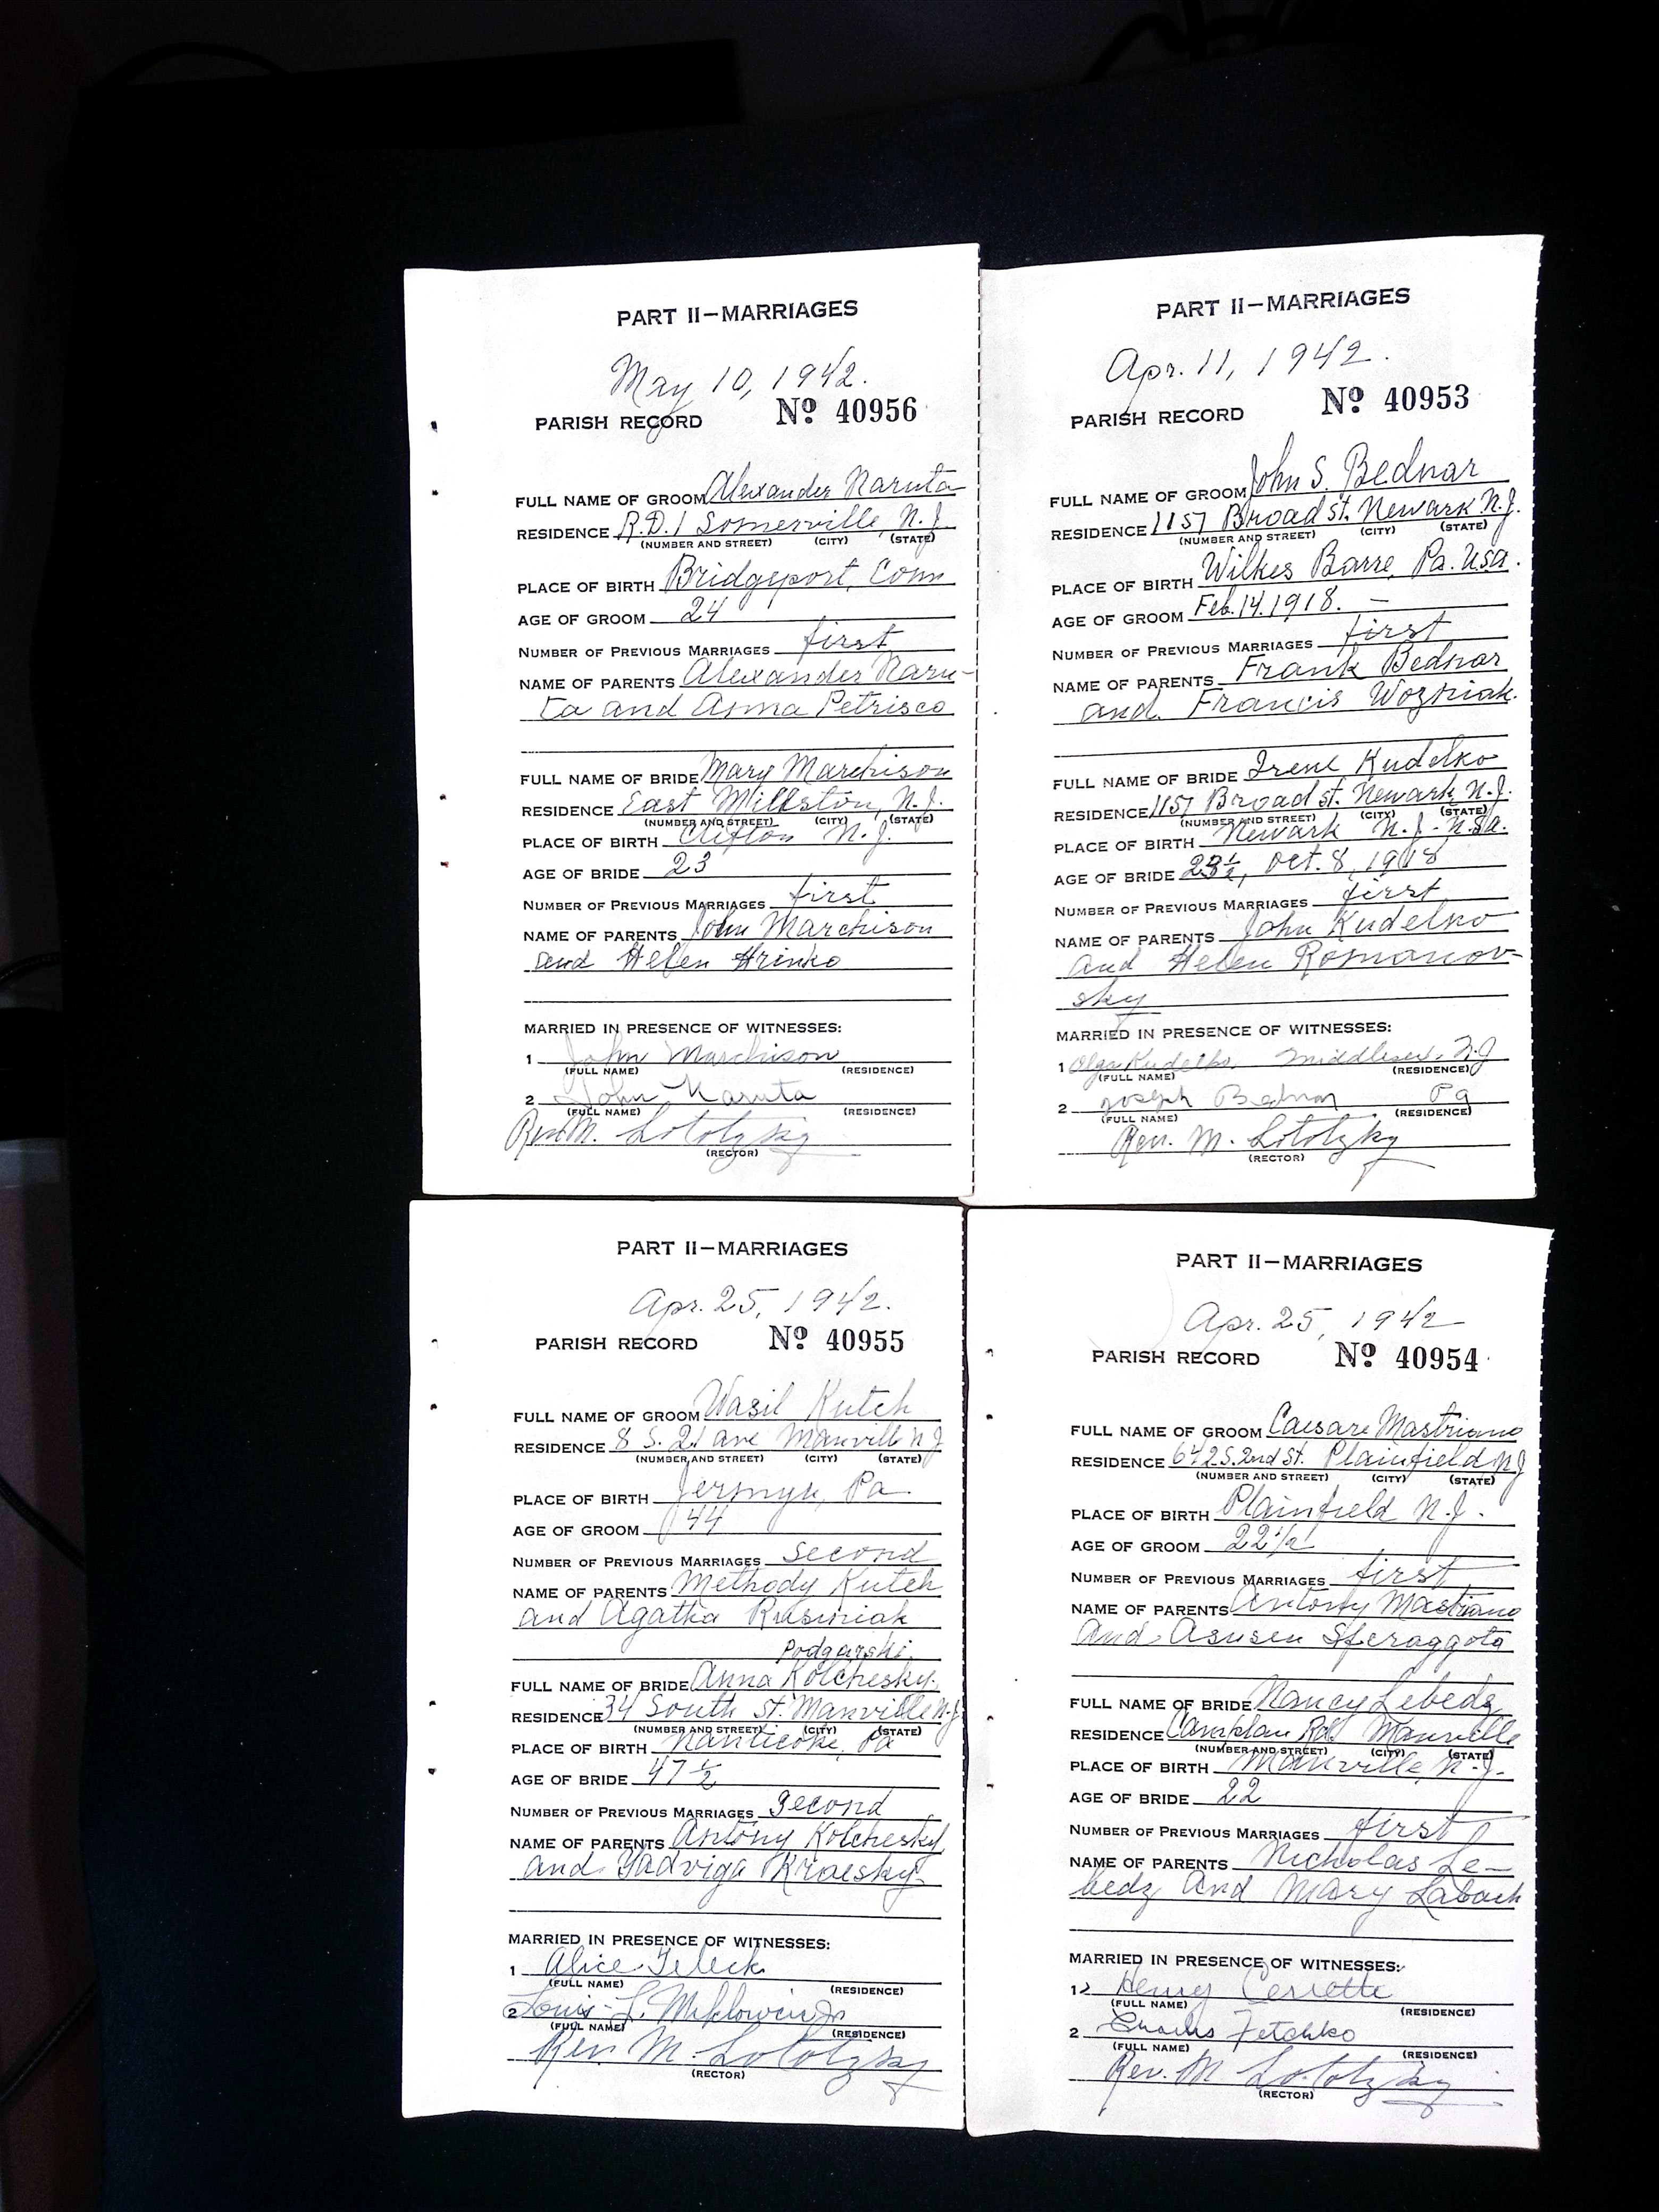 PART II—MARRIAGES
May 10, 1942.
PARISH RECORD Nº 40956
FULL NAME OF GROOM Alexander Naruta
RESIDENCE R.D.1 Somerville, N.J.
(NUMBER AND STREET) (CITY) (STATE)
PLACE OF BIRTH Bridgeport, Conn
AGE OF GROOM 24
NUMBER OF PREVIOUS MARRIAGES first
NAME OF PARENTS Alexander Naru-
ta and Anna Petrisco
FULL NAME OF BRIDE Mary Marchison
RESIDENCE East Millston, N.J.
(NUMBER AND STREET) (CITY) (STATE)
PLACE OF BIRTH Clifton N.J.
AGE OF BRIDE 23
NUMBER OF PREVIOUS MARRIAGES first
NAME OF PARENTS John Marchison
and Helen Hrinko
MARRIED IN PRESENCE OF WITNESSES:
1 John Marchison
(FULL NAME) (RESIDENCE)
2 John Naruta
(FULL NAME) (RESIDENCE)
Rev. M. Lototzky
(RECTOR)
PART II—MARRIAGES
Apr. 11, 1942.
PARISH RECORD Nº 40953
FULL NAME OF GROOM John S. Bednar
RESIDENCE 1157 Broad st. Newark N.J.
(NUMBER AND STREET) (CITY) (STATE)
PLACE OF BIRTH Wilkes Barre, Pa. USA.
AGE OF GROOM Feb. 14. 1918. —
NUMBER OF PREVIOUS MARRIAGES first
NAME OF PARENTS Frank Bednar
and. Francis Wozniak.
FULL NAME OF BRIDE Irene Kudelko
RESIDENCE 1157 Broad st. Newark N.J.
(NUMBER AND STREET) (CITY) (STATE)
PLACE OF BIRTH Newark N.J.
AGE OF BRIDE 23½, Oct. 8, 1918
NUMBER OF PREVIOUS MARRIAGES first
NAME OF PARENTS John Kudelko
and Helen Romanov-
sky
MARRIED IN PRESENCE OF WITNESSES:
1 Olga Kudelko, Middlesex, N.J
(FULL NAME) (RESIDENCE)
2 Joseph Bednar Pa
(FULL NAME) (RESIDENCE)
Rev. M. Lototzky
(RECTOR)
PART II—MARRIAGES
Apr. 25, 1942.
PARISH RECORD Nº 40955
FULL NAME OF GROOM Wasil Kutch
RESIDENCE 8 S. 21 ave Manville NJ
(NUMBER AND STREET) (CITY) (STATE)
PLACE OF BIRTH Jermyn, Pa.
AGE OF GROOM 44
NUMBER OF PREVIOUS MARRIAGES second
NAME OF PARENTS Methody Kutch
and Agatha Rusiniak
Podgarski
FULL NAME OF BRIDE Anna Kolchesky.
RESIDENCE 34 South St. Manville N.J.
(NUMBER AND STREET) (CITY) (STATE)
PLACE OF BIRTH Nanticoke, Pa
AGE OF BRIDE 47 ½
NUMBER OF PREVIOUS MARRIAGES second
NAME OF PARENTS Antony Kolchesky
and Yadviga
MARRIED IN PRESENCE OF WITNESSES:
1 Alice
(FULL NAME) (RESIDENCE)
2 Louis L.
(FULL NAME) (RESIDENCE)
Rev. M. Lototzky
(RECTOR)
PART II—MARRIAGES
Apr. 25, 1942
PARISH RECORD Nº 40954
FULL NAME OF GROOM Caesare Mastriano
RESIDENCE 642 S. 2nd St. Plainfield NJ
(NUMBER AND STREET) (CITY) (STATE)
PLACE OF BIRTH Plainfield N.J.
AGE OF GROOM 22½
NUMBER OF PREVIOUS MARRIAGES first
NAME OF PARENTS Antony Mastriano
and Asusen Sferaggota
FULL NAME OF BRIDE Nancy Lebedz
RESIDENCE Camplain Rd. Manville
(NUMBER AND STREET) (CITY) (STATE)
PLACE OF BIRTH Manville, N.J.
AGE OF BRIDE 22
NUMBER OF PREVIOUS MARRIAGES first
NAME OF PARENTS Nicholas Le-
bedz and Mary Labach
MARRIED IN PRESENCE OF WITNESSES:
1 Henry Cerrette
(FULL NAME) (RESIDENCE)
2 Charles Fetchko
(FULL NAME) (RESIDENCE)
Rev. M. Lototzky
(RECTOR)